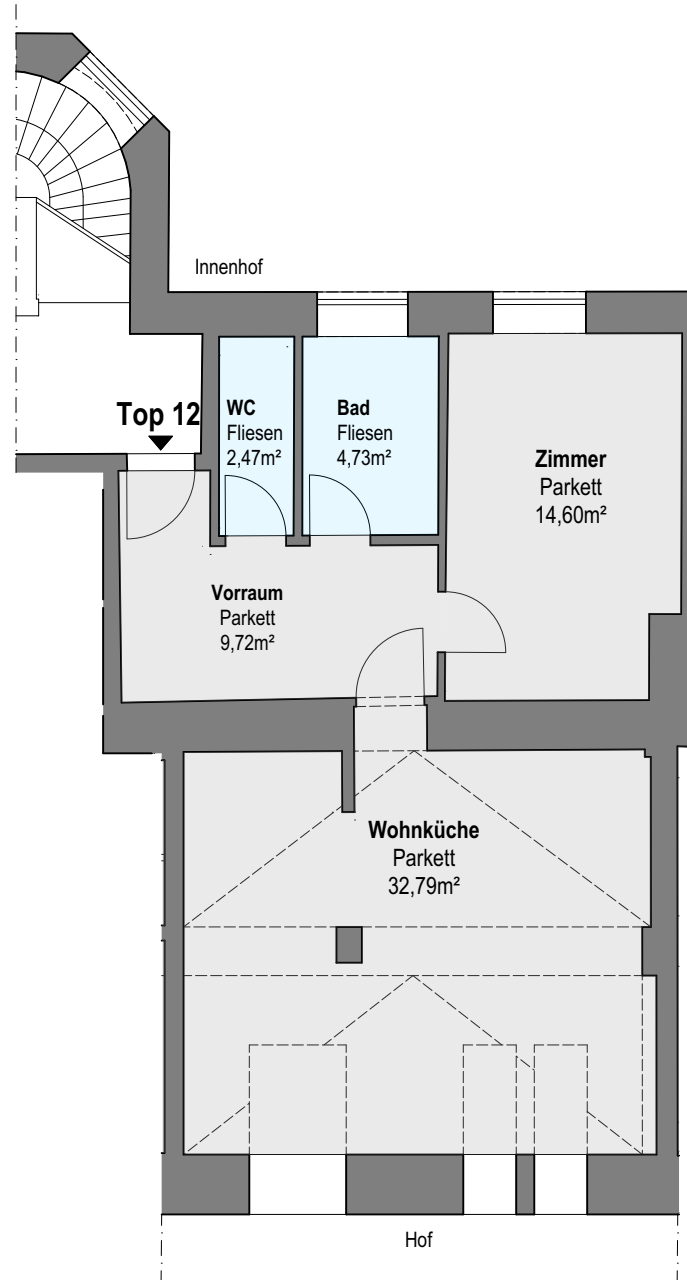 Innenhof
Top 12
WC
Fliesen
2,47m²
Bad
Fliesen
4,73m²
Zimmer
Parkett
14,60m²
Vorraum
Parkett
9,72m²
Wohnküche
Parkett
32,79m²
Hof